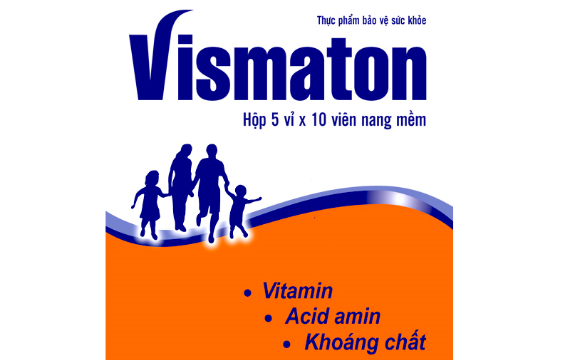 Thực phẩm bảo vệ sức khỏe
Vismaton
Hộp 5 vỉ x 10 viên nang mềm
• Vitamin
• Acid amin
• Khoáng chất